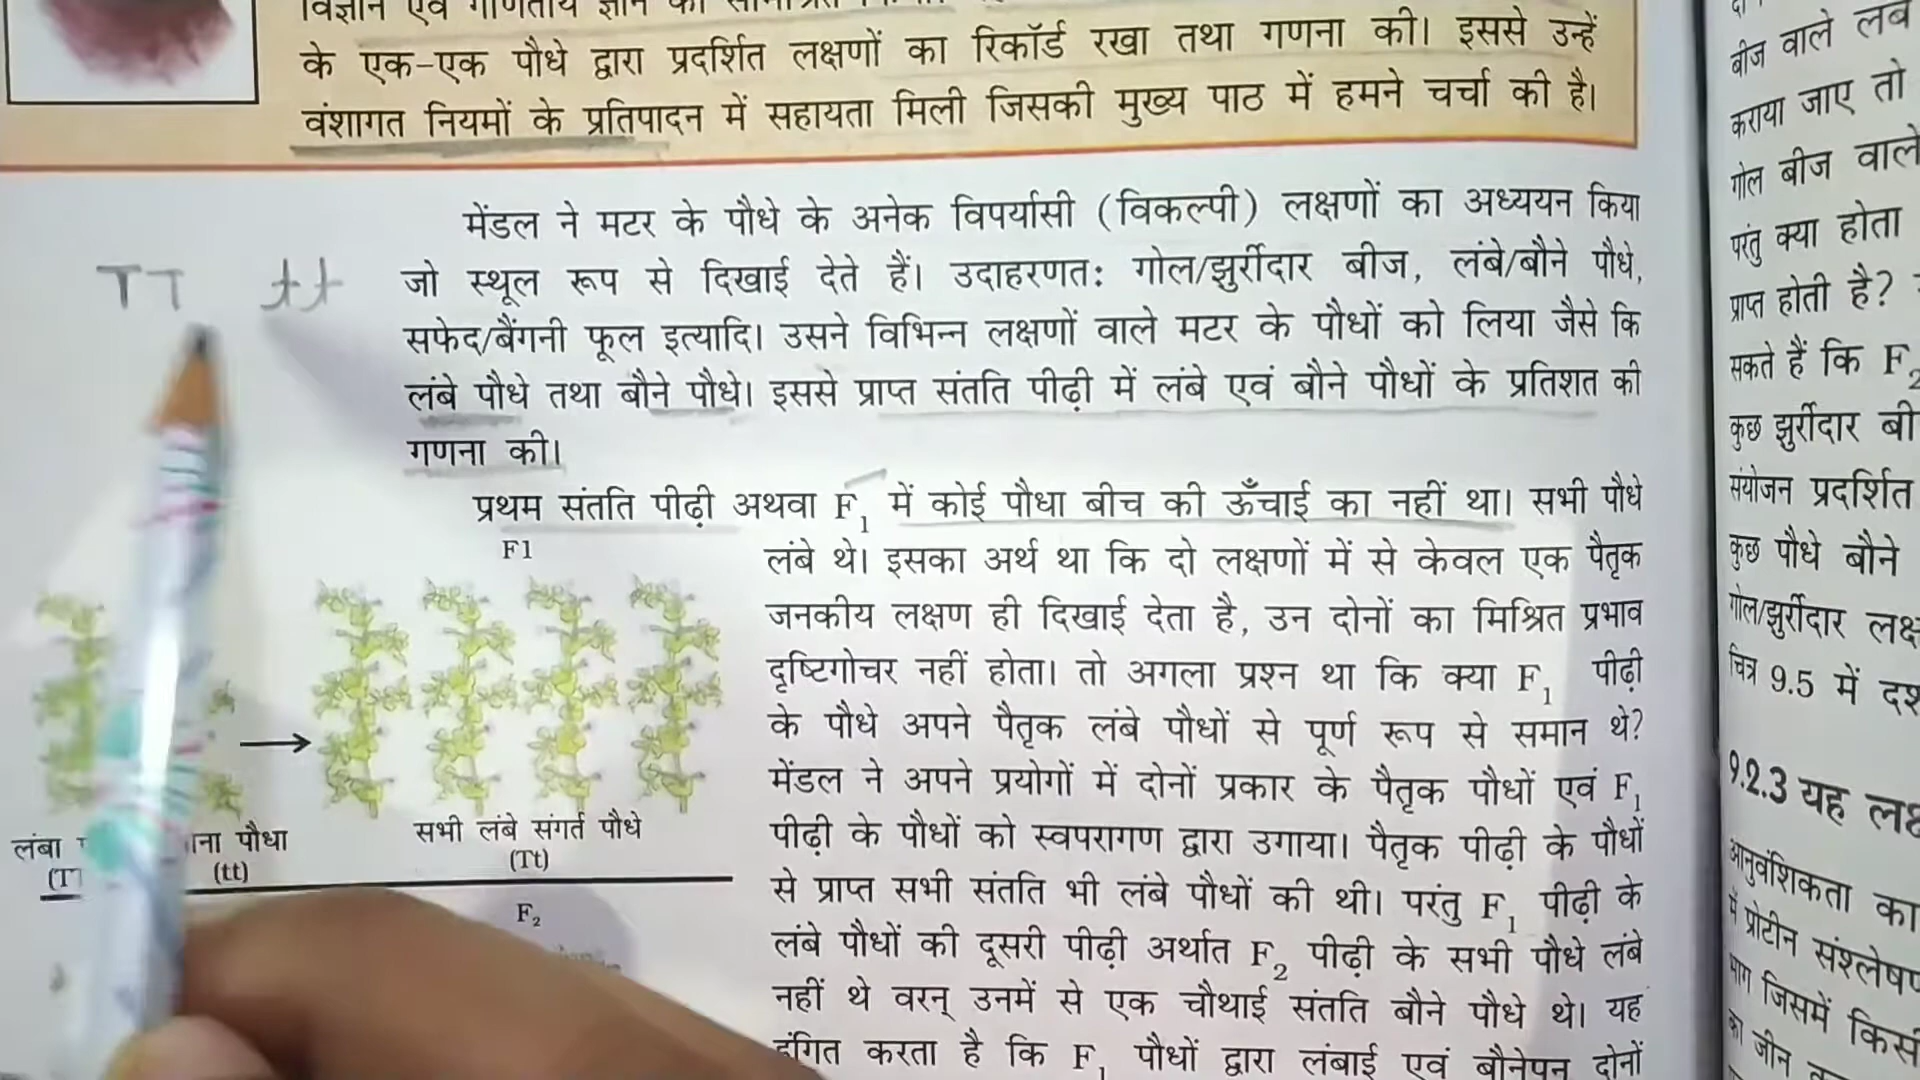 विज्ञान एवं गणितीय ज्ञान
के एक-एक पौधे द्वारा प्रदर्शित लक्षणों का रिकॉर्ड रखा तथा गणना की। इससे उन्हें
वंशागत नियमों के प्रतिपादन में सहायता मिली जिसकी मुख्य पाठ में हमने चर्चा की है।
मेंडल ने मटर के पौधे के अनेक विपर्यासी (विकल्पी) लक्षणों का अध्ययन किया
जो स्थूल रूप से दिखाई देते हैं। उदाहरणतः गोल/झुर्रीदार बीज, लंबे/बौने पौधे,
सफेद/बैंगनी फूल इत्यादि। उसने विभिन्न लक्षणों वाले मटर के पौधों को लिया जैसे कि
लंबे पौधे तथा बौने पौधे। इससे प्राप्त संतति पीढ़ी में लंबे एवं बौने पौधों के प्रतिशत की
गणना की।
TT tt
प्रथम संतति पीढ़ी अथवा F₁ में कोई पौधा बीच की ऊँचाई का नहीं था। सभी पौधे
लंबे थे। इसका अर्थ था कि दो लक्षणों में से केवल एक पैतृक
जनकीय लक्षण ही दिखाई देता है, उन दोनों का मिश्रित प्रभाव
दृष्टिगोचर नहीं होता। तो अगला प्रश्न था कि क्या F₁ पीढ़ी
के पौधे अपने पैतृक लंबे पौधों से पूर्ण रूप से समान थे?
मेंडल ने अपने प्रयोगों में दोनों प्रकार के पैतृक पौधों एवं F₁
पीढ़ी के पौधों को स्वपरागण द्वारा उगाया। पैतृक पीढ़ी के पौधों
से प्राप्त सभी संतति भी लंबे पौधों की थी। परंतु F₁ पीढ़ी के
लंबे पौधों की दूसरी पीढ़ी अर्थात F₂ पीढ़ी के सभी पौधे लंबे
नहीं थे वरन् उनमें से एक चौथाई संतति बौने पौधे थे। यह
इंगित करता है कि F₁ पौधों द्वारा लंबाई एवं बौनेपन दोनों
F1
लंबा
पौधा
(tt)
सभी लंबे संगर्त पौधे
(Tt)
F₂
बीज वाले
कराया जाए तो
गोल बीज वाले
परंतु क्या होता
प्राप्त होती है?
सकते हैं कि F₂
कुछ झुर्रीदार
संयोजन प्रदर्शित
कुछ पौधे बौने
गोल/झुर्रीदार
चित्र 9.5 में
9.2.3 यह
आनुवंशिकता का
में प्रोटीन
भाग जिसमें
का जीन